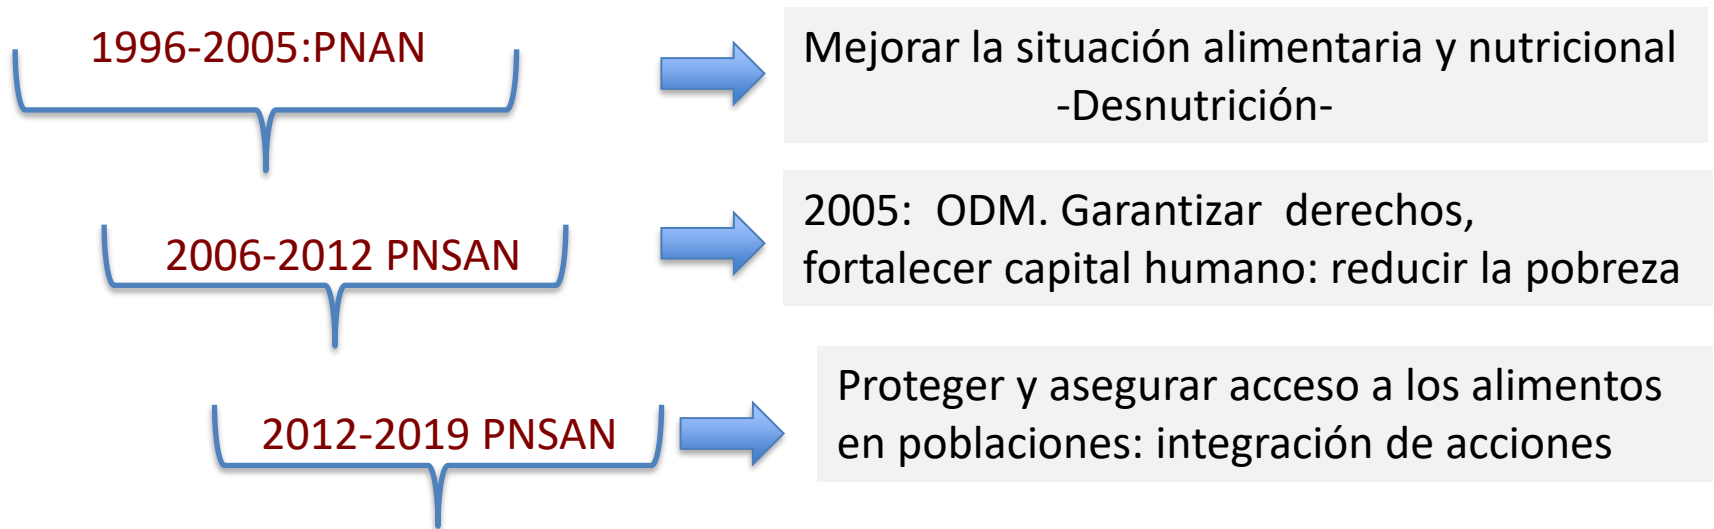 1996-2005:PNAN
Mejorar la situación alimentaria y nutricional
-Desnutrición-
2006-2012 PNSAN
2005:  ODM. Garantizar  derechos,
fortalecer capital humano: reducir la pobreza
2012-2019 PNSAN
Proteger y asegurar acceso a los alimentos
en poblaciones: integración de acciones